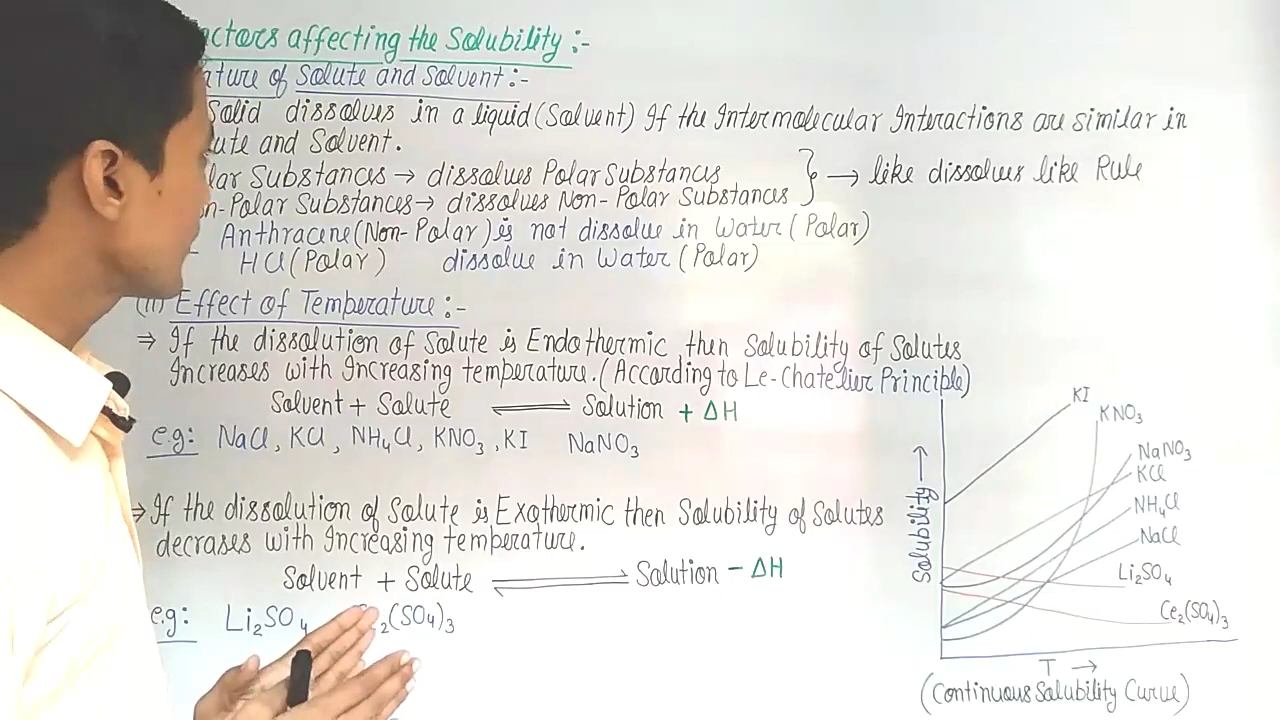 ctors affecting the Solubility :-
ature of Solute and Solvent :-
Solid dissolves in a liquid (Solvent) If the Intermolecular Interactions are similar in
ute and Solvent.
lar Substances → dissolves Polar Substances
n-Polar Substances → dissolves Non-Polar Substances } → like dissolves like Rule
Anthracene (Non-Polar) is not dissolve in Water (Polar)
HCl (Polar) dissolve in Water (Polar)
(ii) Effect of Temperature :-
⇒ If the dissolution of Solute is Endothermic then Solubility of Solutes
Increases with Increasing temperature. (According to Le-Chatelier Principle)
Solvent + Solute ⇌ Solution + ΔH
e.g: NaCl, KCl, NH₄Cl, KNO₃, KI NaNO₃
⇒ If the dissolution of Solute is Exothermic then Solubility of Solutes
decrases with Increasing temperature.
Solvent + Solute ⇌ Solution - ΔH
e.g: Li₂SO₄ ₂(SO₄)₃
KI
KNO₃
NaNO₃
KCl
NH₄Cl
NaCl
Li₂SO₄
Ce₂(SO₄)₃
Solubility →
T →
(Continuous Solubility Curve)